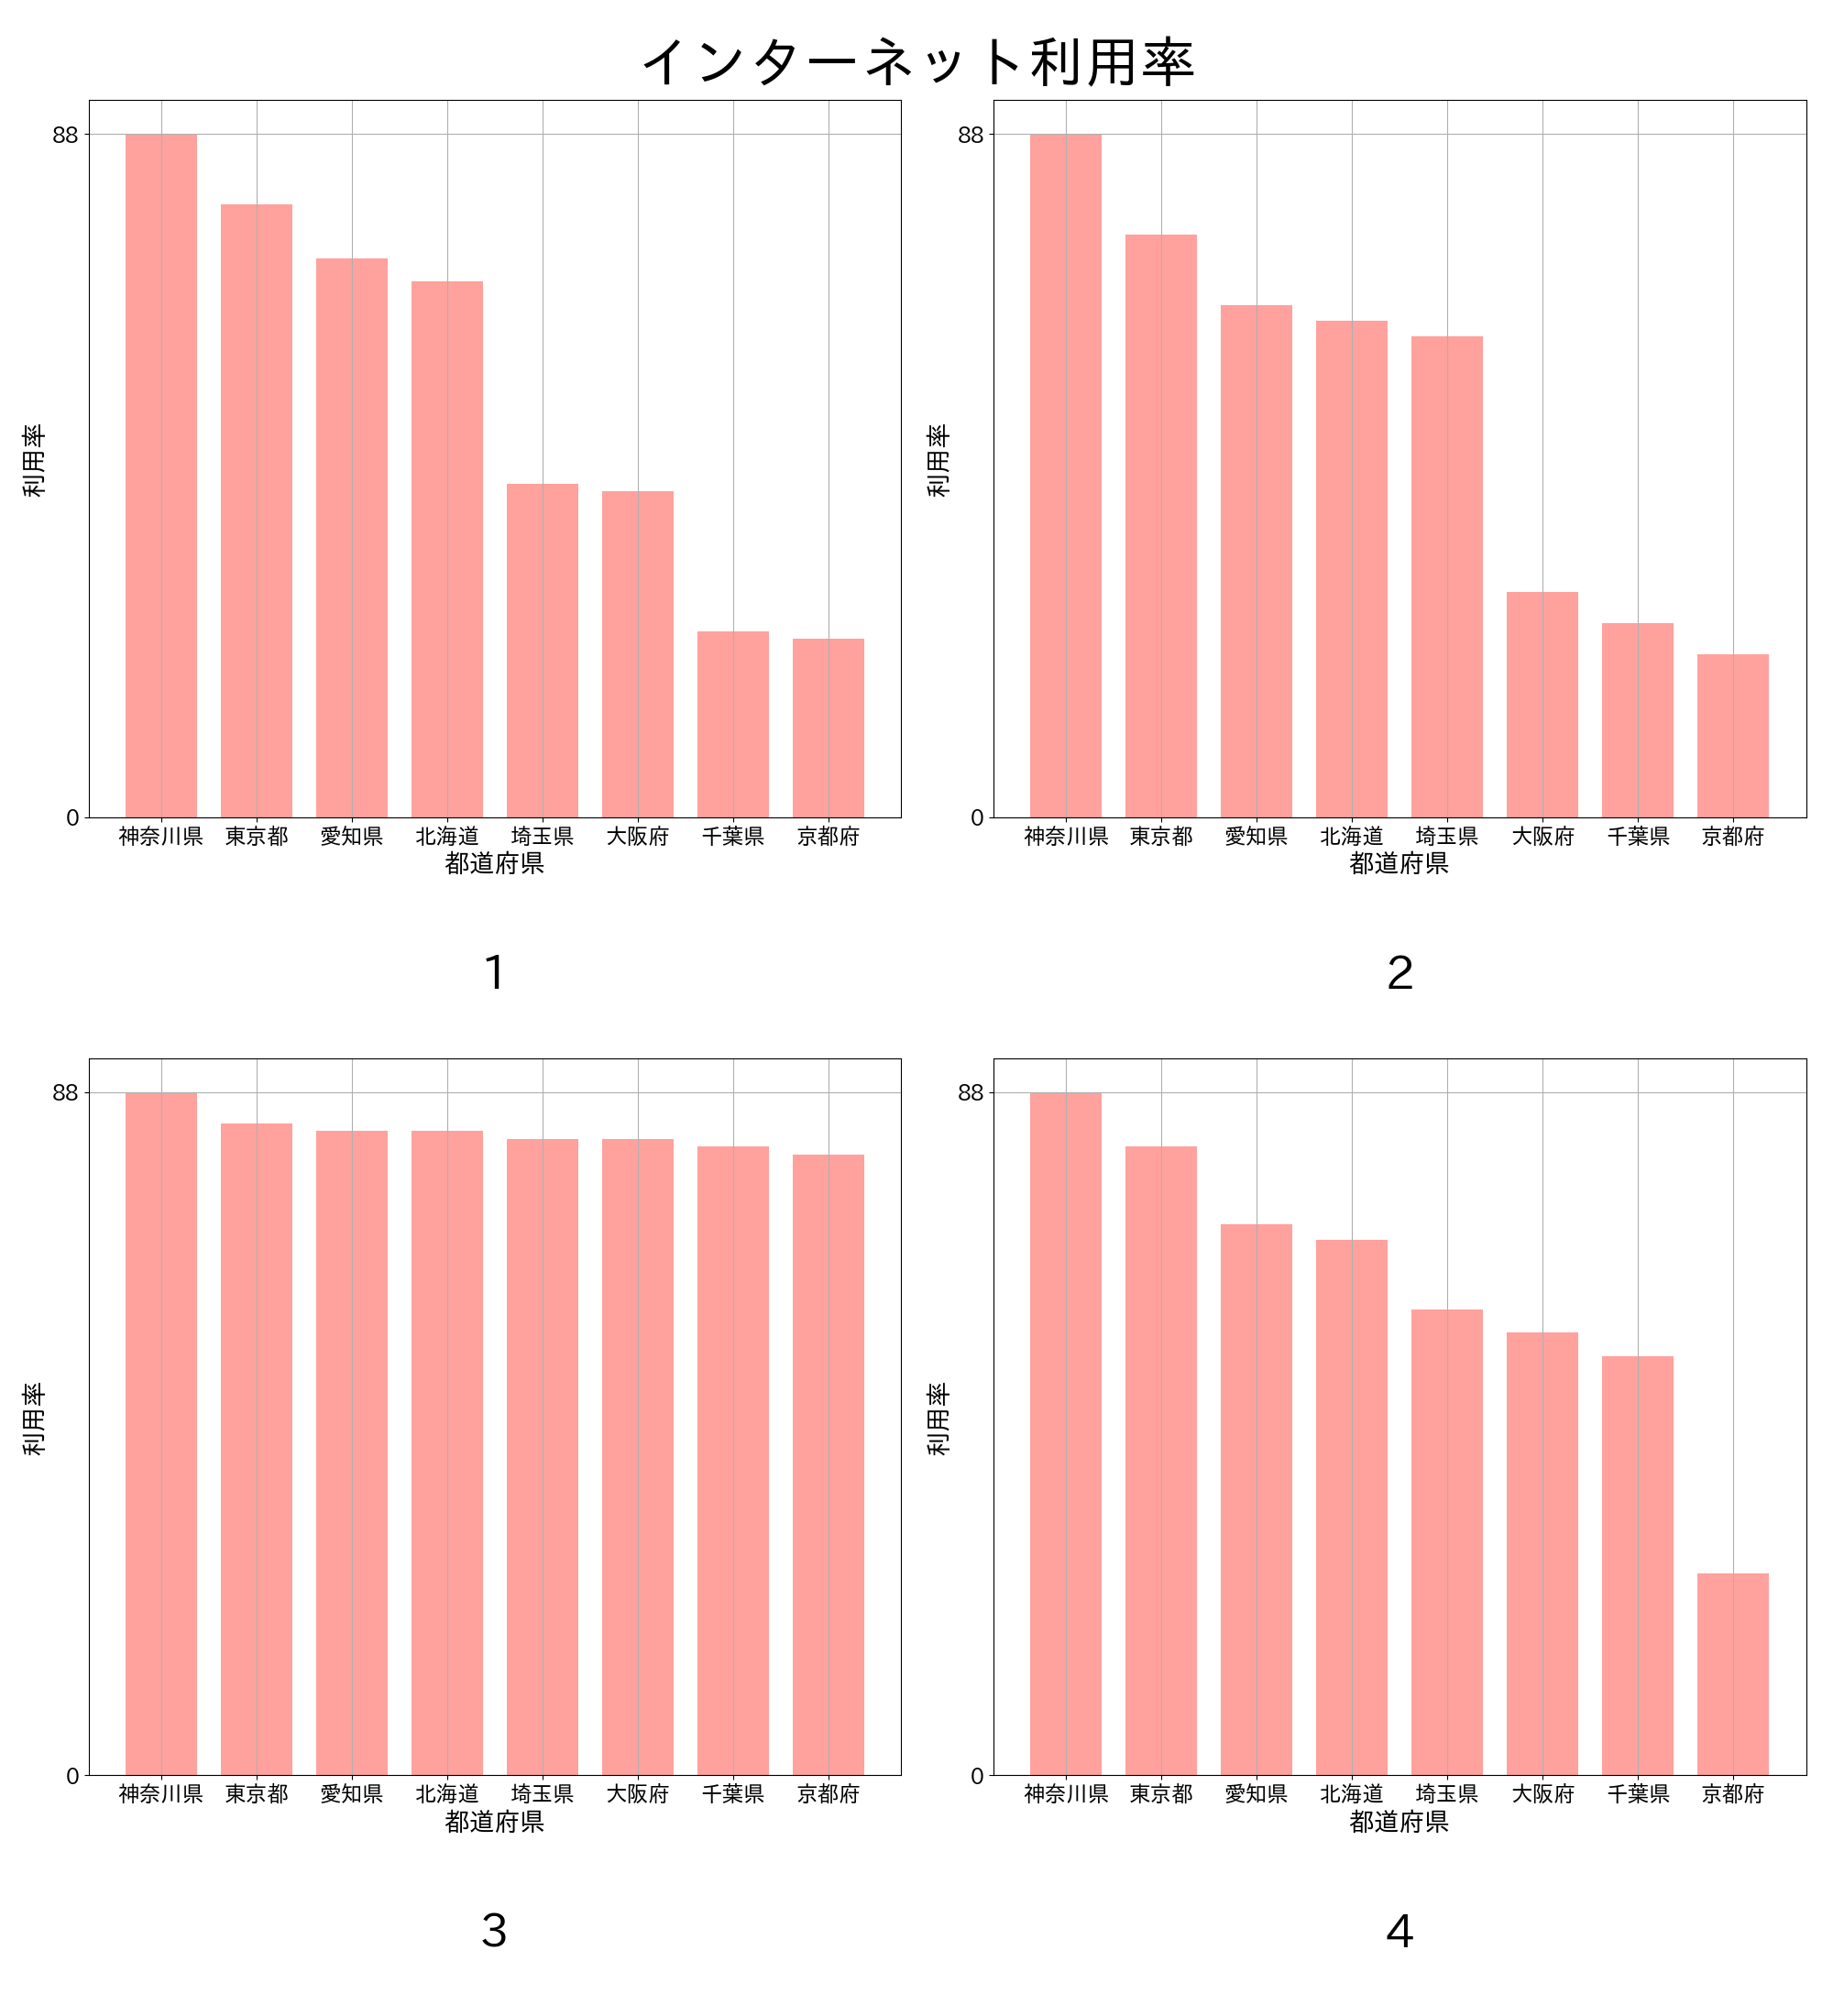 インターネット利用率
88
0
利用率
神奈川県 東京都 愛知県 北海道 埼玉県 大阪府 千葉県 京都府
都道府県
1
88
0
利用率
神奈川県 東京都 愛知県 北海道 埼玉県 大阪府 千葉県 京都府
都道府県
2
88
0
利用率
神奈川県 東京都 愛知県 北海道 埼玉県 大阪府 千葉県 京都府
都道府県
3
88
0
利用率
神奈川県 東京都 愛知県 北海道 埼玉県 大阪府 千葉県 京都府
都道府県
4